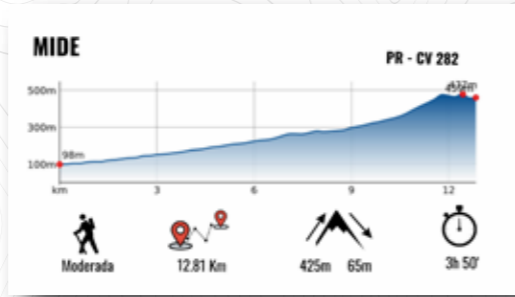 MIDE
PR - CV 282
500m
300m
100m
98m
km
3
6
9
12
Moderada
12.81 Km
425m
65m
3h 50'